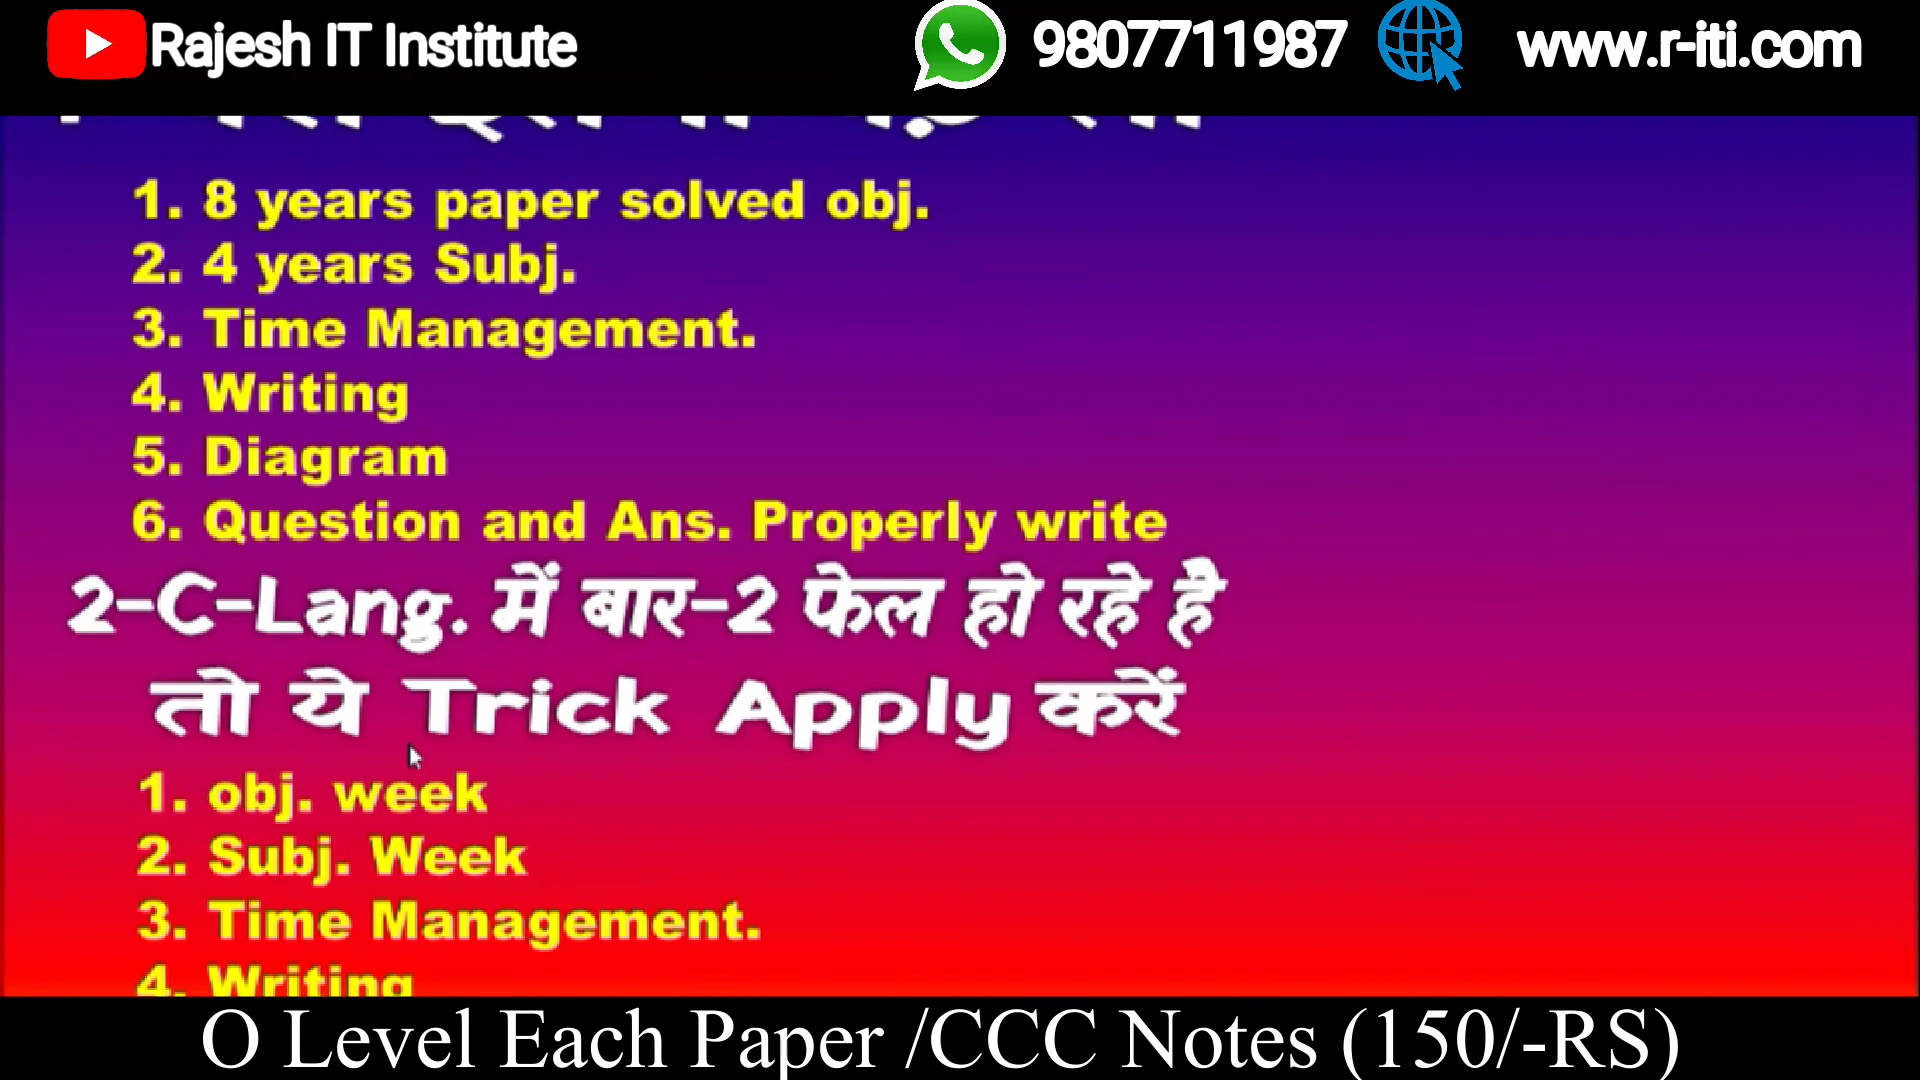 Rajesh IT Institute 9807711987 www.r-iti.com
1. 8 years paper solved obj.
2. 4 years Subj.
3. Time Management.
4. Writing
5. Diagram
6. Question and Ans. Properly write
2-C-Lang. में बार-2 फेल हो रहे है
तो ये Trick Apply करें
1. obj. week
2. Subj. Week
3. Time Management.
4. Writing
O Level Each Paper /CCC Notes (150/-RS)